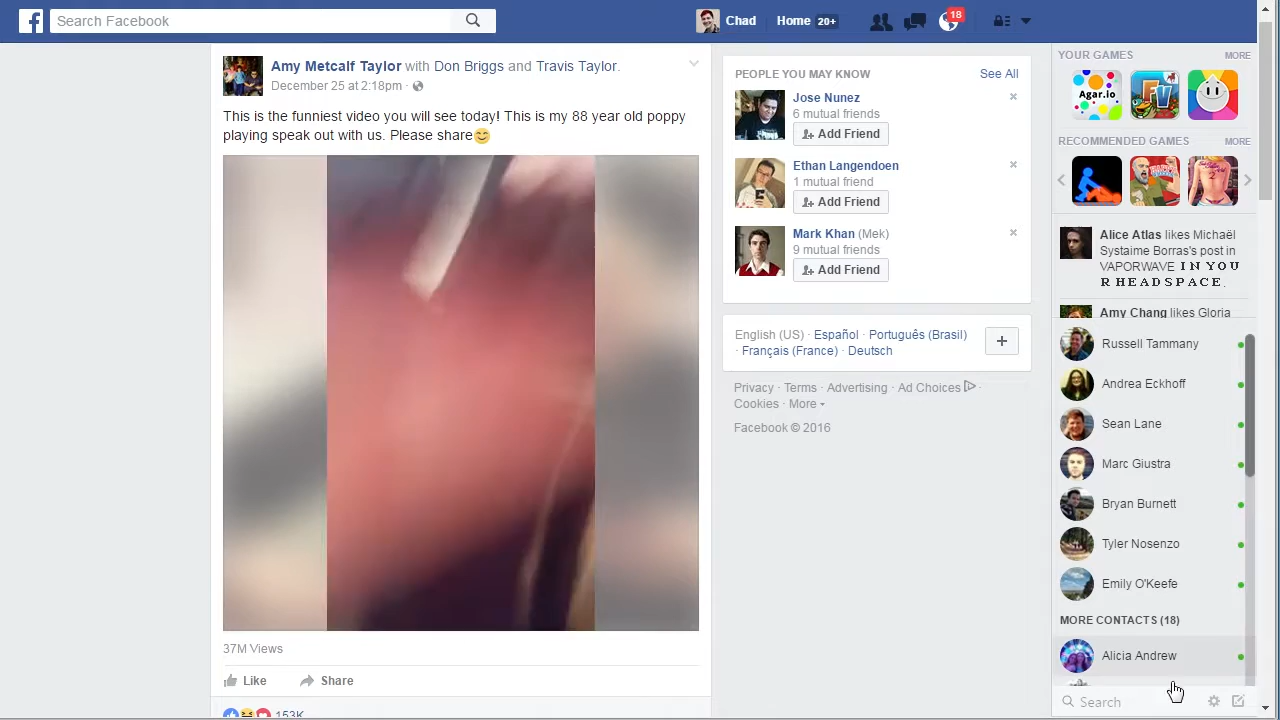 Search Facebook
Chad
Home 20+
18
Amy Metcalf Taylor with Don Briggs and Travis Taylor.
December 25 at 2:18pm ·
This is the funniest video you will see today! This is my 88 year old poppy
playing speak out with us. Please share
37M Views
Like
Share
153K
PEOPLE YOU MAY KNOW
See All
Jose Nunez
6 mutual friends
Add Friend
Ethan Langendoen
1 mutual friend
Add Friend
Mark Khan (Mek)
9 mutual friends
Add Friend
English (US) · Español · Português (Brasil)
· Français (France) · Deutsch
Privacy · Terms · Advertising · Ad Choices ·
Cookies · More
Facebook © 2016
YOUR GAMES
MORE
Agar.io
RECOMMENDED GAMES
MORE
Alice Atlas likes Michaël
Systaime Borras's post in
VAPORWAVE I N Y O U
R H E A D S P A C E .
Amy Chang likes Gloria
Russell Tammany
Andrea Eckhoff
Sean Lane
Marc Giustra
Bryan Burnett
Tyler Nosenzo
Emily O'Keefe
MORE CONTACTS (18)
Alicia Andrew
Search